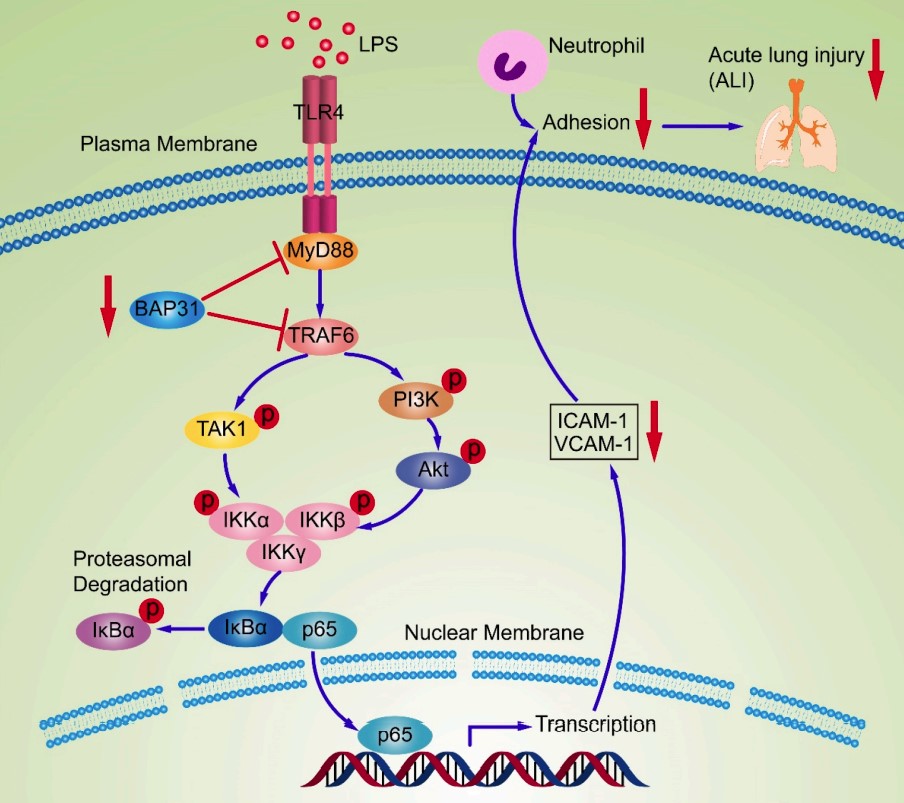 LPS
Neutrophil
Acute lung injury
(ALI)
TLR4
Adhesion
Plasma Membrane
MyD88
BAP31
TRAF6
PI3K
P
TAK1
P
ICAM-1
VCAM-1
Akt
P
P
P
IKKα
IKKβ
IKKγ
Proteasomal
Degradation
P
IκBα
IκBα
p65
Nuclear Membrane
p65
Transcription